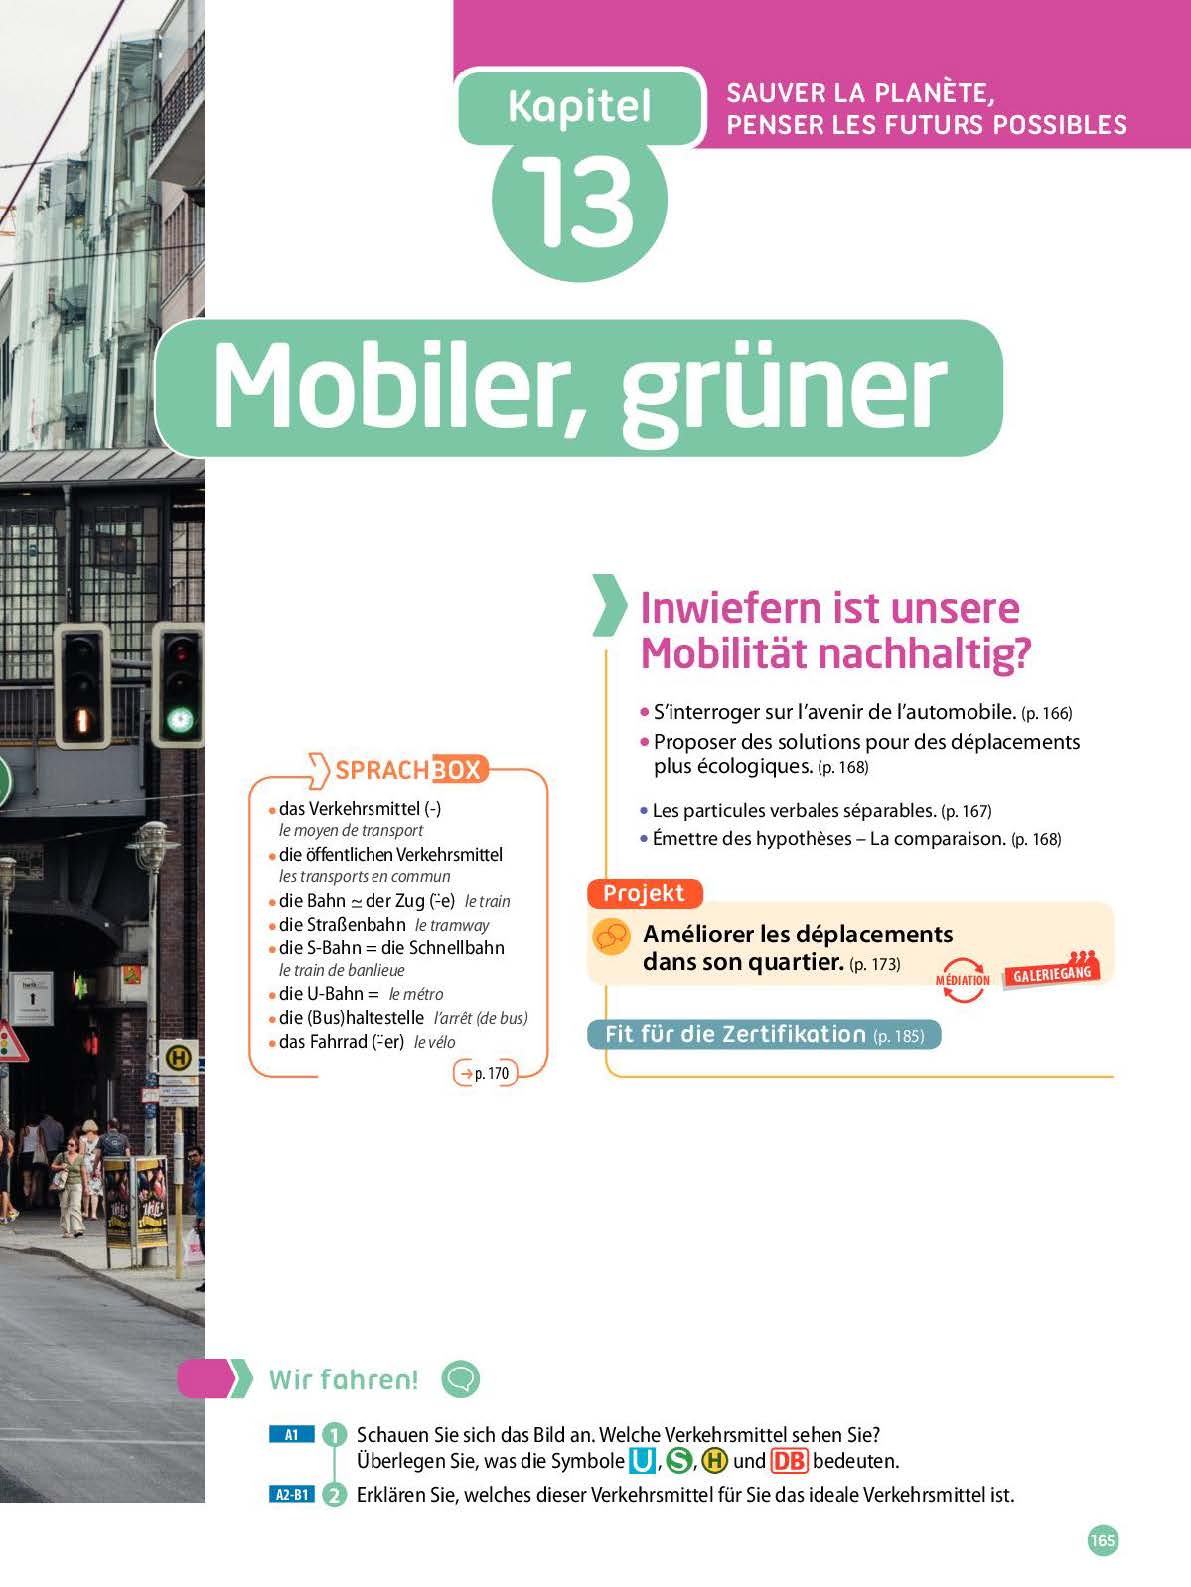 SAUVER LA PLANÈTE,
PENSER LES FUTURS POSSIBLES
Kapitel
13
Mobiler, grüner
Inwiefern ist unsere
Mobilität nachhaltig?
• S’interroger sur l’avenir de l’automobile. (p. 166)
• Proposer des solutions pour des déplacements
plus écologiques. (p. 168)
• Les particules verbales séparables. (p. 167)
• Émettre des hypothèses – La comparaison. (p. 168)
Projekt
Améliorer les déplacements
dans son quartier. (p. 173)
MÉDIATION
GALERIEGANG
Fit für die Zertifikation (p. 185)
SPRACHBOX
• das Verkehrsmittel (-)
le moyen de transport
• die öffentlichen Verkehrsmittel
les transports en commun
• die Bahn ≃ der Zug (¨e) le train
• die Straßenbahn le tramway
• die S-Bahn = die Schnellbahn
le train de banlieue
• die U-Bahn = le métro
• die (Bus)haltestelle l’arrêt (de bus)
• das Fahrrad (¨er) le vélo
→ p. 170
H
Wir fahren!
A1 1 Schauen Sie sich das Bild an. Welche Verkehrsmittel sehen Sie?
Überlegen Sie, was die Symbole U, S, H und DB bedeuten.
A2-B1 2 Erklären Sie, welches dieser Verkehrsmittel für Sie das ideale Verkehrsmittel ist.
165